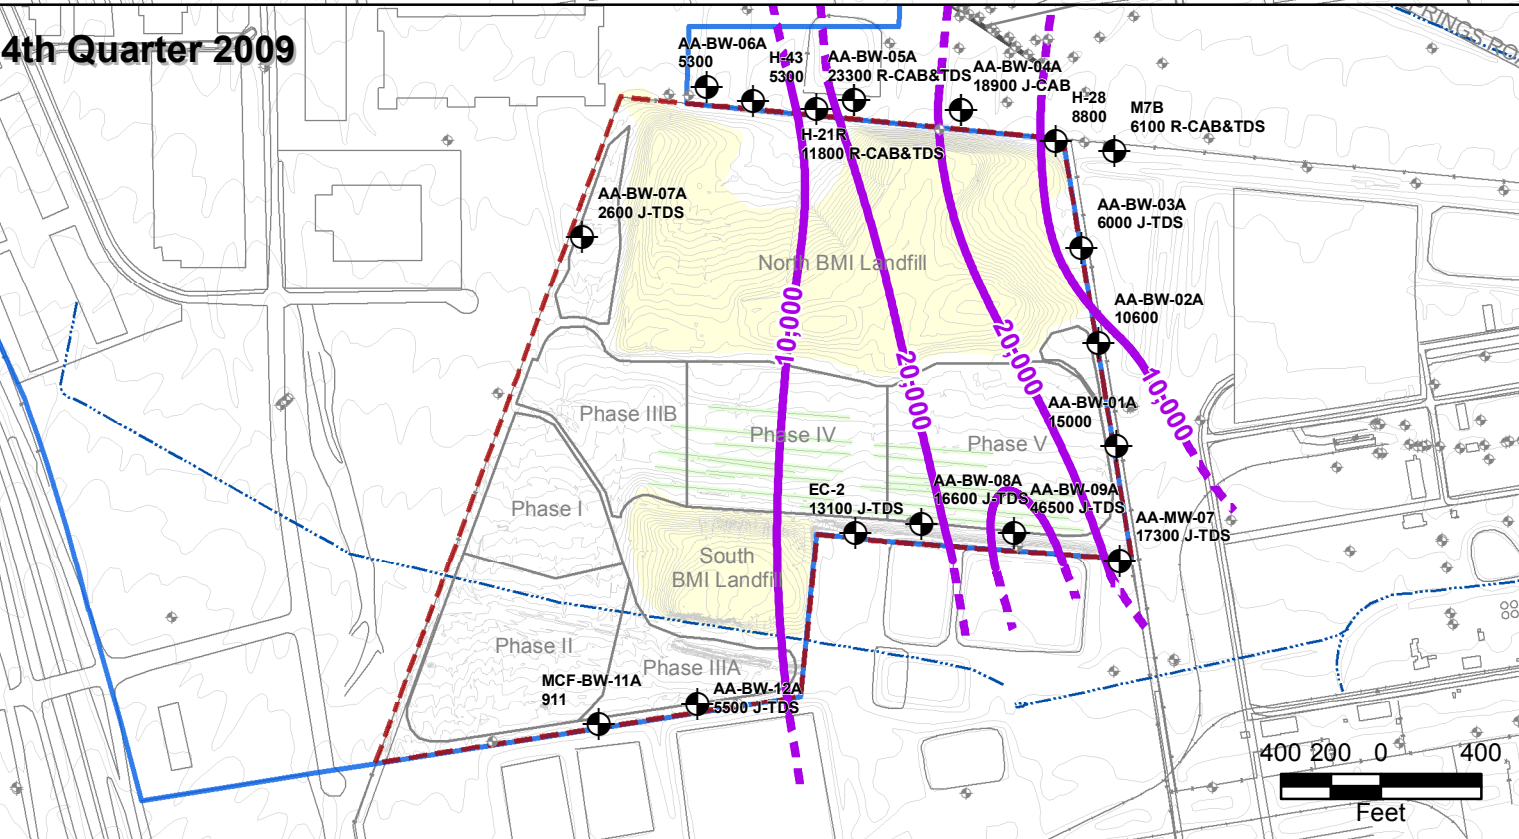 4th Quarter 2009
RINGS RO
AA-BW-06A
5300
H-43
5300
AA-BW-05A
23300 R-CAB&TDS
AA-BW-04A
18900 J-CAB
H-28
8800
M7B
6100 R-CAB&TDS
H-21R
11800 R-CAB&TDS
AA-BW-07A
2600 J-TDS
AA-BW-03A
6000 J-TDS
North BMI Landfill
AA-BW-02A
10600
10,000
20,000
20,000
10,000
AA-BW-01A
15000
Phase IIIB
Phase IV
Phase V
EC-2
13100 J-TDS
AA-BW-08A
16600 J-TDS
AA-BW-09A
46500 J-TDS
AA-MW-07
17300 J-TDS
Phase I
South
BMI Landfill
Phase II
Phase IIIA
MCF-BW-11A
911
AA-BW-12A
5500 J-TDS
400 200 0 400
Feet